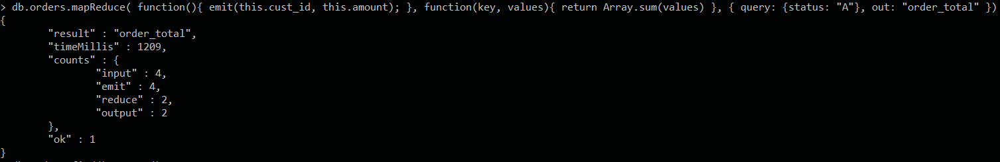 > db.orders.mapReduce( function(){ emit(this.cust_id, this.amount); }, function(key, values){ return Array.sum(values) }, { query: {status: "A"}, out: "order_total" })
{
        "result" : "order_total",
        "timeMillis" : 1209,
        "counts" : {
                "input" : 4,
                "emit" : 4,
                "reduce" : 2,
                "output" : 2
        },
        "ok" : 1
}